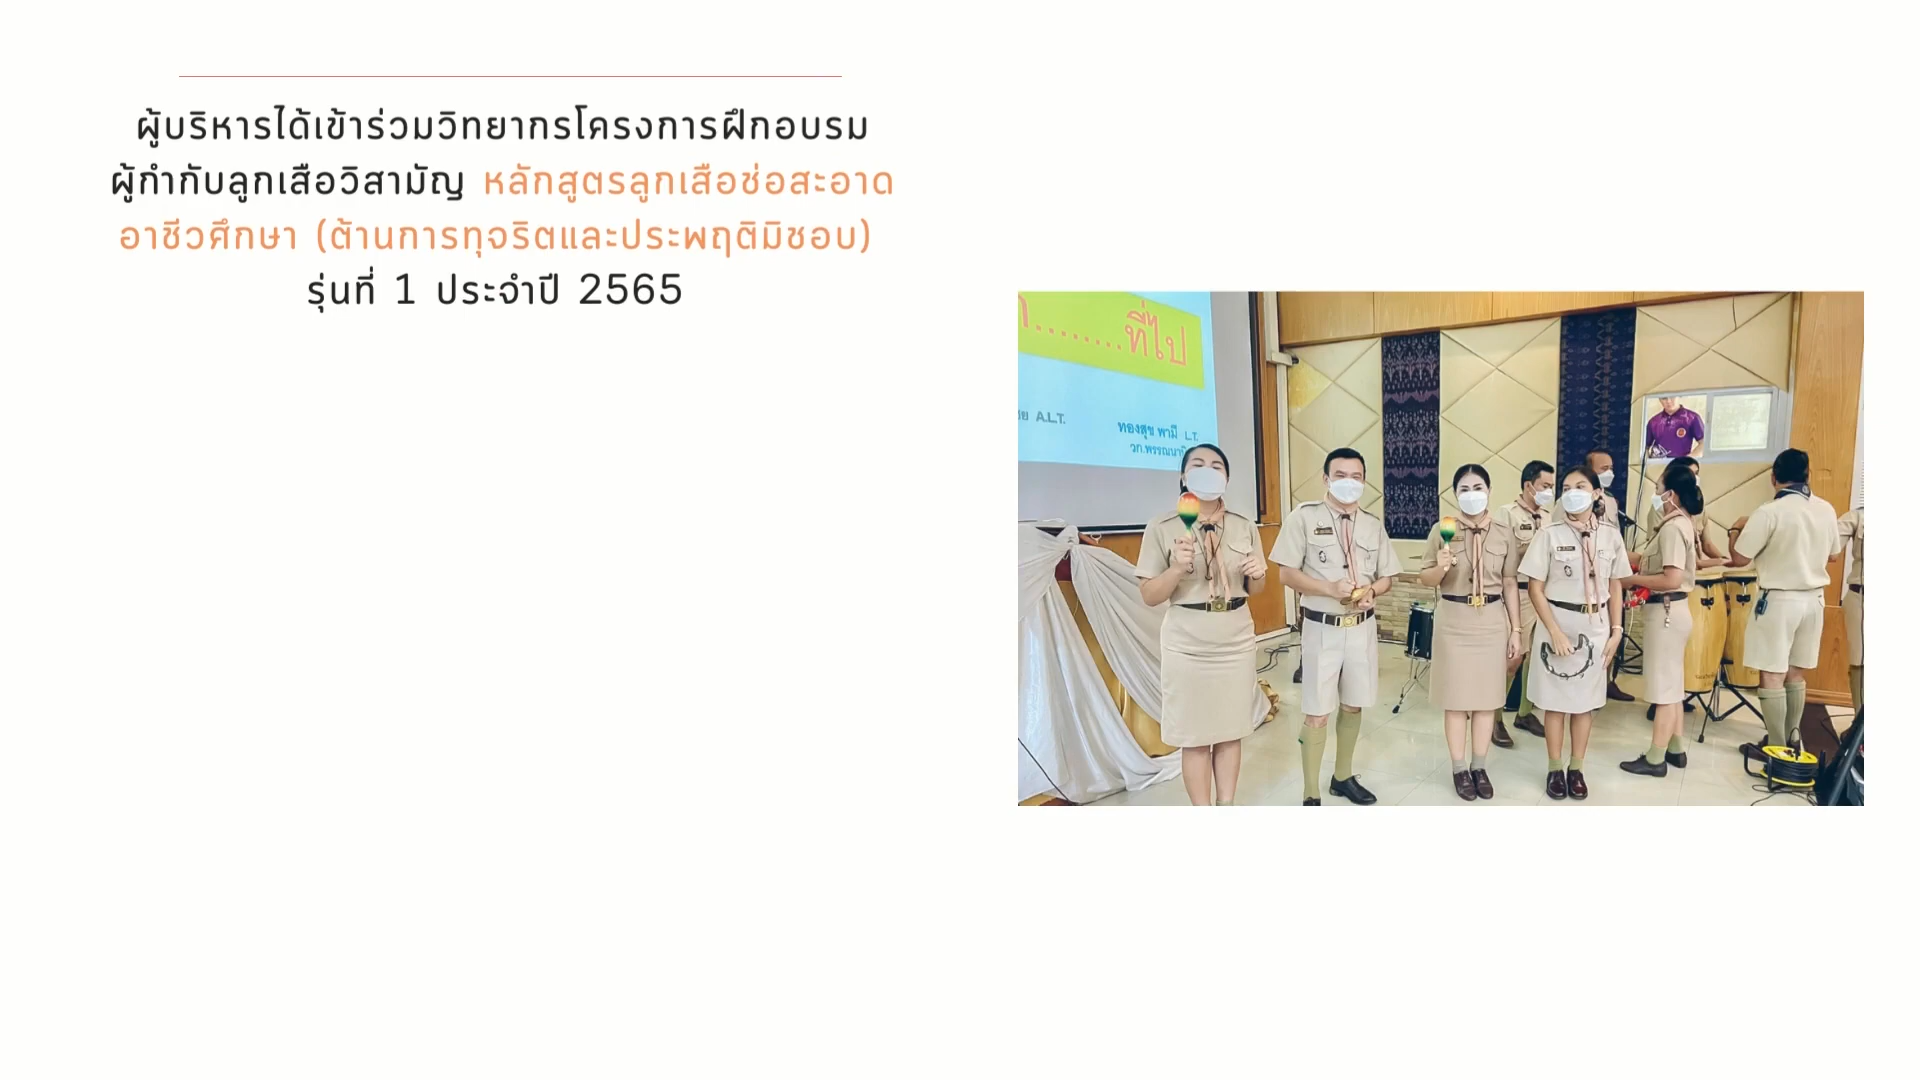 ผู้บริหารได้เข้าร่วมวิทยากรโครงการฝึกอบรม
ผู้กำกับลูกเสือวิสามัญ หลักสูตรลูกเสือช่อสะอาด
อาชีวศึกษา (ต้านการทุจริตและประพฤติมิชอบ)
รุ่นที่ 1 ประจำปี 2565
........ที่ไป
A.L.T.
ทองสุข พามี L.T.